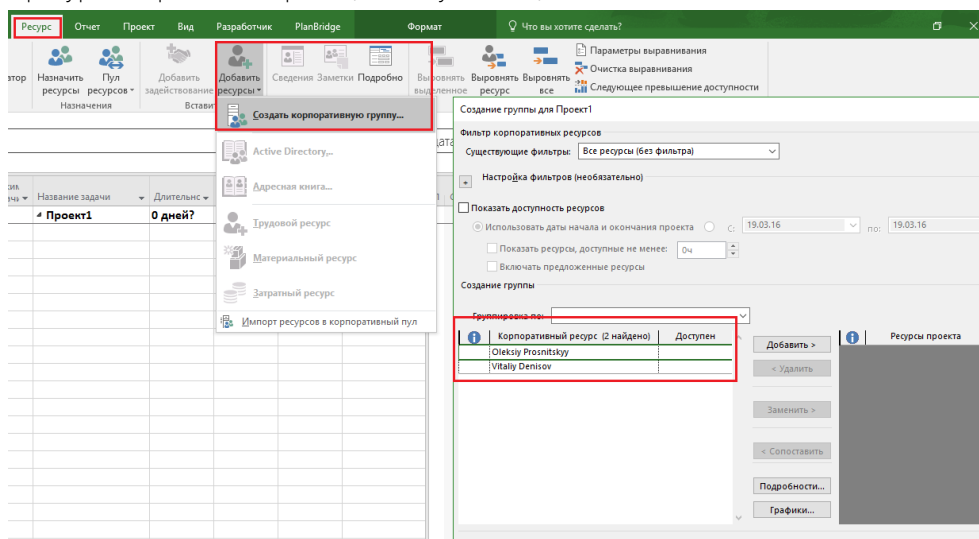 Ресурс Отчет Проект Вид Разработчик PlanBridge Формат Что вы хотите сделать?
Назначить ресурсы
Пул ресурсов
Назначения
Добавить задействование
Добавить ресурсы
Сведения Заметки Подробно
Выровнять выделенное
Выровнять ресурс
Выровнять все
Параметры выравнивания
Очистка выравнивания
Следующее превышение доступности
Создать корпоративную группу...
Active Directory...
Адресная книга...
Трудовой ресурс
Материальный ресурс
Затратный ресурс
Импорт ресурсов в корпоративный пул
Название задачи
Проект1 0 дней?
Создание группы для Проект1
Фильтр корпоративных ресурсов
Существующие фильтры: Все ресурсы (без фильтра)
+ Настройка фильтров (необязательно)
Показать доступность ресурсов
Использовать даты начала и окончания проекта С: 19.03.16 по: 19.03.16
Показать ресурсы, доступные не менее: 0ч
Включать предложенные ресурсы
Создание группы
Группировка по:
Корпоративный ресурс (2 найдено) Доступен
Oleksiy Prosnitskyy
Vitaliy Denisov
Добавить >
< Удалить
Заменить >
< Сопоставить
Подробности...
Графики...
Ресурсы проекта